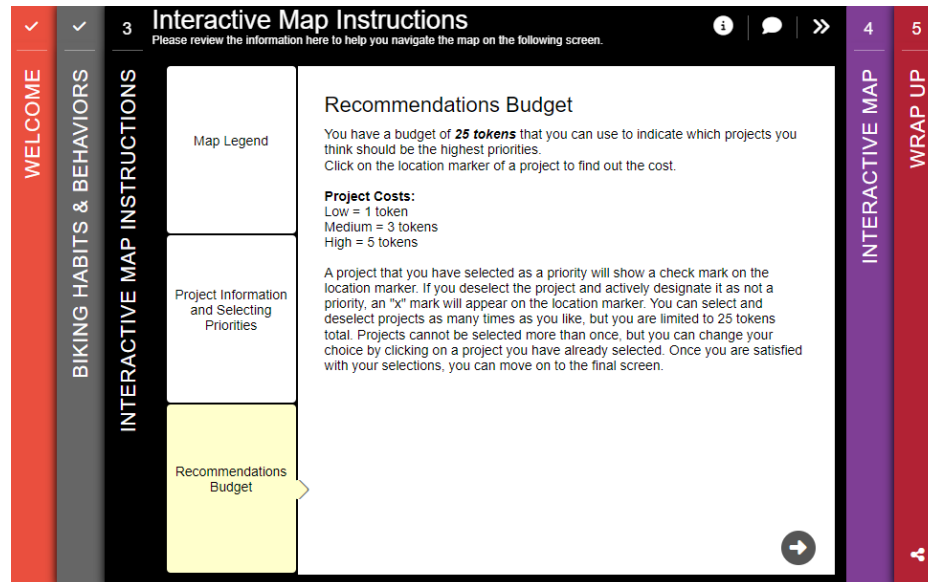 WELCOME
BIKING HABITS & BEHAVIORS
3
INTERACTIVE MAP INSTRUCTIONS
Interactive Map Instructions
Please review the information here to help you navigate the map on the following screen.
Map Legend
Project Information
and Selecting
Priorities
Recommendations
Budget
Recommendations Budget
You have a budget of 25 tokens that you can use to indicate which projects you
think should be the highest priorities.
Click on the location marker of a project to find out the cost.
Project Costs:
Low = 1 token
Medium = 3 tokens
High = 5 tokens
A project that you have selected as a priority will show a check mark on the
location marker. If you deselect the project and actively designate it as not a
priority, an "x" mark will appear on the location marker. You can select and
deselect projects as many times as you like, but you are limited to 25 tokens
total. Projects cannot be selected more than once, but you can change your
choice by clicking on a project you have already selected. Once you are satisfied
with your selections, you can move on to the final screen.
4
INTERACTIVE MAP
5
WRAP UP